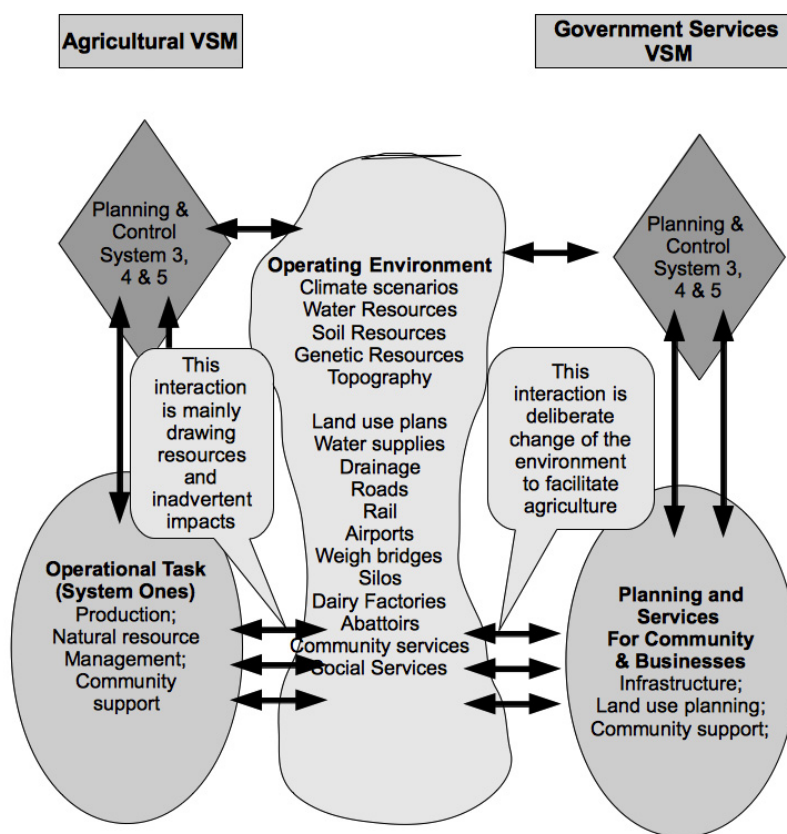 Agricultural VSM
Government Services
VSM
Planning &
Control
System 3,
4 & 5
Operating Environment
Climate scenarios
Water Resources
Soil Resources
Genetic Resources
Topography
Land use plans
Water supplies
Drainage
Roads
Rail
Airports
Weigh bridges
Silos
Dairy Factories
Abattoirs
Community services
Social Services
Planning &
Control
System 3,
4 & 5
This
interaction
is mainly
drawing
resources
and
inadvertent
impacts
This
interaction is
deliberate
change of the
environment
to facilitate
agriculture
Operational Task
(System Ones)
Production;
Natural resource
Management;
Community
support
Planning and
Services
For Community
& Businesses
Infrastructure;
Land use planning;
Community support;